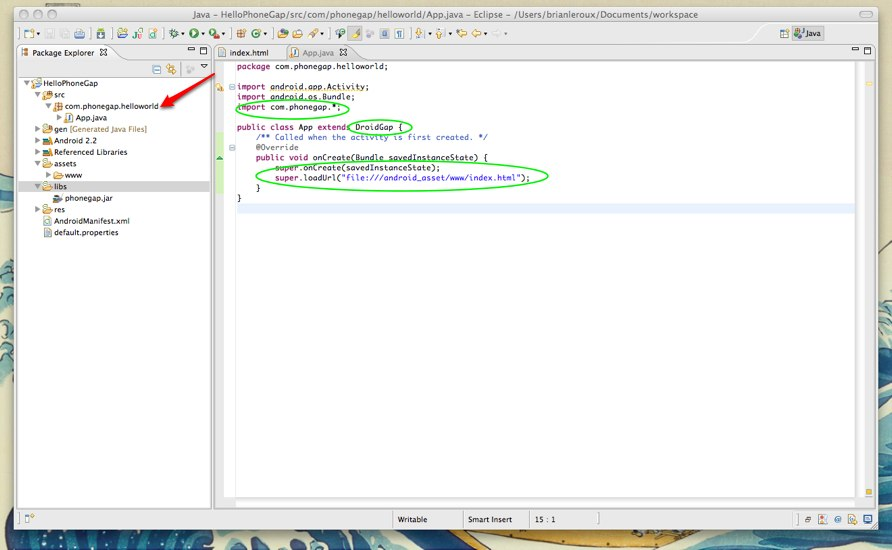 Java - HelloPhoneGap/src/com/phonegap/helloworld/App.java - Eclipse - /Users/brianleroux/Documents/workspace
Java
Package Explorer
index.html
App.java
HelloPhoneGap
src
com.phonegap.helloworld
App.java
gen [Generated Java Files]
Android 2.2
Referenced Libraries
assets
www
libs
phonegap.jar
res
AndroidManifest.xml
default.properties
package com.phonegap.helloworld;
import android.app.Activity;
import android.os.Bundle;
import com.phonegap.*;
public class App extends DroidGap {
/** Called when the activity is first created. */
@Override
public void onCreate(Bundle savedInstanceState) {
super.onCreate(savedInstanceState);
super.loadUrl("file:///android_asset/www/index.html");
}
}
Writable
Smart Insert
15 : 1